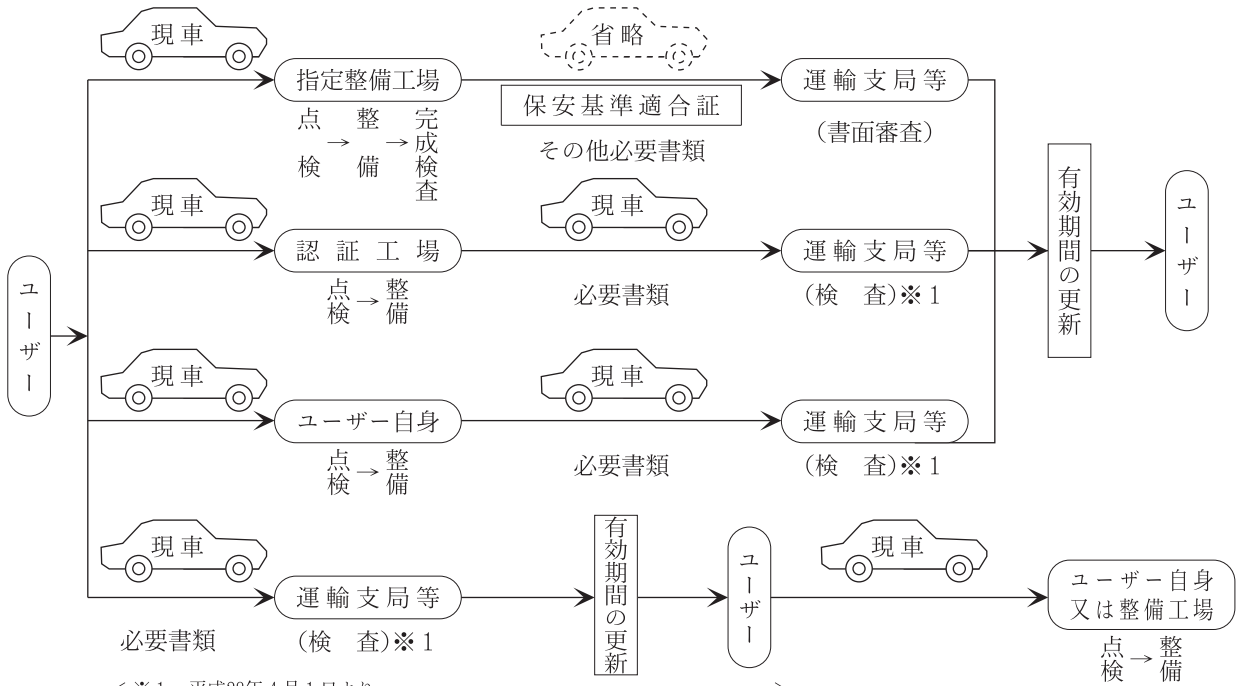 現車
省略
指定整備工場
運輸支局等
保安基準適合証
点検→整備→完成検査
その他必要書類
(書面審査)
現車
現車
認証工場
運輸支局等
点検→整備
必要書類
(検 査)※1
有効期間の更新
ユーザー
ユーザー
現車
現車
ユーザー自身
運輸支局等
点検→整備
必要書類
(検 査)※1
現車
運輸支局等
必要書類
(検 査)※1
有効期間の更新
ユーザー
現車
ユーザー自身
又は整備工場
点検→整備